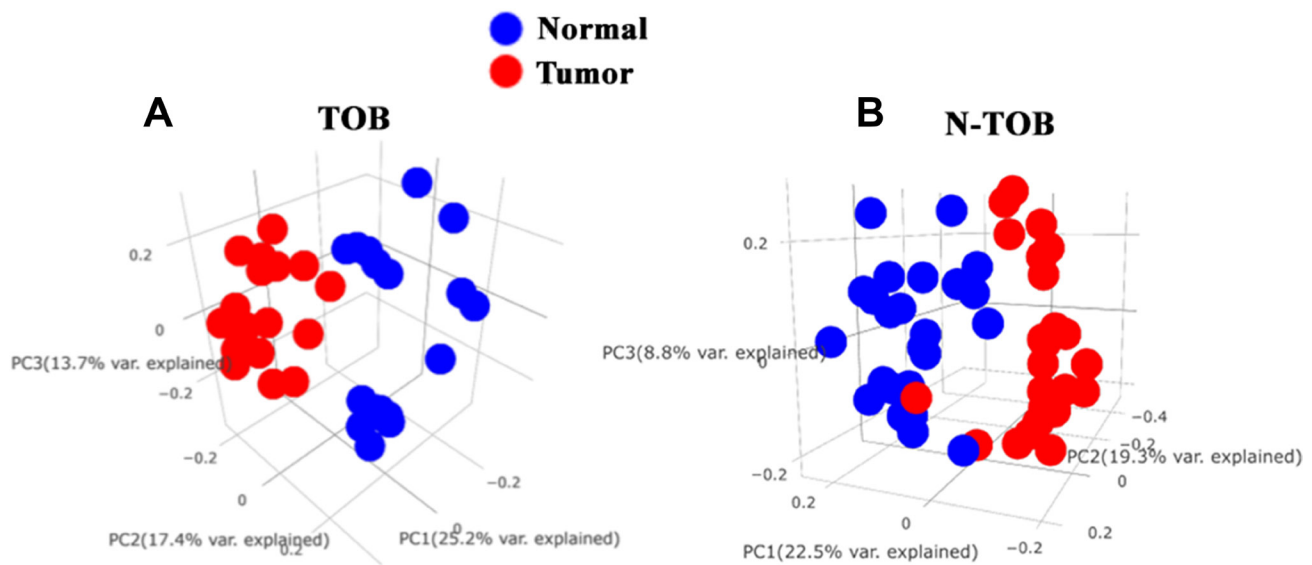 Normal
Tumor
A
TOB
0.2
0
PC3(13.7% var. explained)
−0.2
−0.2
0
PC2(17.4% var. explained)
0.2
−0.2
0
PC1(25.2% var. explained)
B
N-TOB
0.2
PC3(8.8% var. explained)
0
−0.2
0.2
0
PC1(22.5% var. explained)
−0.2
−0.4
−0.2
PC2(19.3% var. explained)
0
0.2